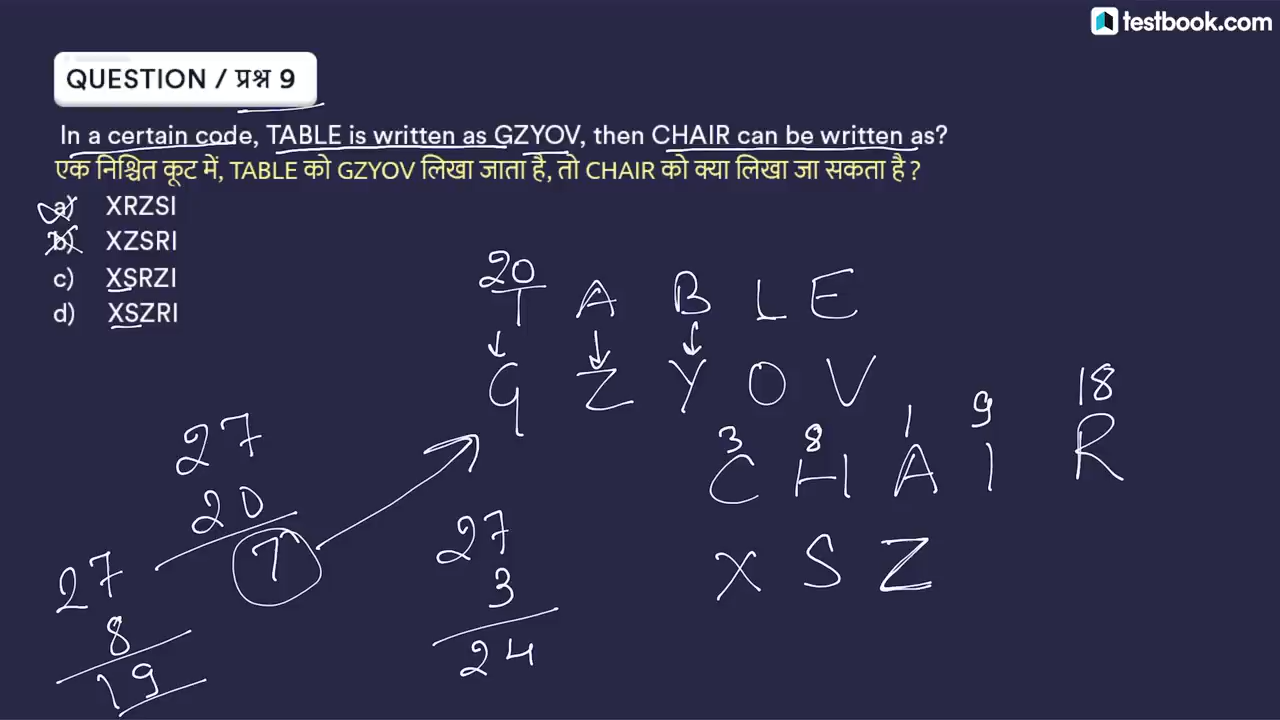 testbook.com
QUESTION / प्रश्न 9
In a certain code, TABLE is written as GZYOV, then CHAIR can be written as?
एक निश्चित कूट में, TABLE को GZYOV लिखा जाता है, तो CHAIR को क्या लिखा जा सकता है ?
a) XRZSI
b) XZSRI
c) XSRZI
d) XSZRI
20
T A B L E
G Z Y O V
3 8 1 9 18
C H A I R
X S Z
27
20
7
27
8
19
27
3
24